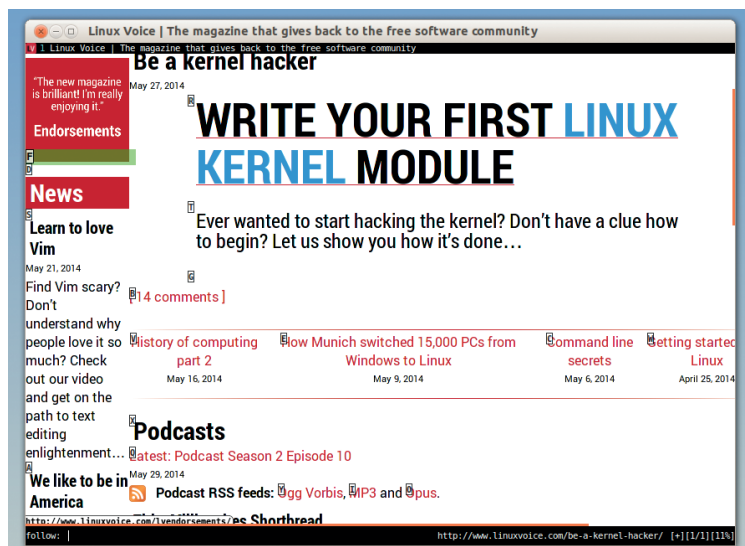 Linux Voice | The magazine that gives back to the free software community
V 1 Linux Voice | The magazine that gives back to the free software community
"The new magazine
is brilliant! I'm really
enjoying it."
Endorsements
F
D
News
S
Learn to love
Vim
May 21, 2014
Find Vim scary?
Don't
understand why
people love it so
much? Check
out our video
and get on the
path to text
editing
enlightenment…
A
We like to be in
America
Be a kernel hacker
May 27, 2014
R
WRITE YOUR FIRST LINUX
KERNEL MODULE
T
Ever wanted to start hacking the kernel? Don't have a clue how
to begin? Let us show you how it's done…
G
B
[ 14 comments ]
V
History of computing
part 2
May 16, 2014
E
How Munich switched 15,000 PCs from
Windows to Linux
May 9, 2014
C
Command line
secrets
May 6, 2014
W
Getting started
Linux
April 25, 2014
X
Podcasts
Latest: Podcast Season 2 Episode 10
May 29, 2014
Podcast RSS feeds: Ogg Vorbis, MP3 and Opus.
http://www.linuxvoice.com/lvendorsements/
es Shortbread
follow:
http://www.linuxvoice.com/be-a-kernel-hacker/ [+][1/1][11%]